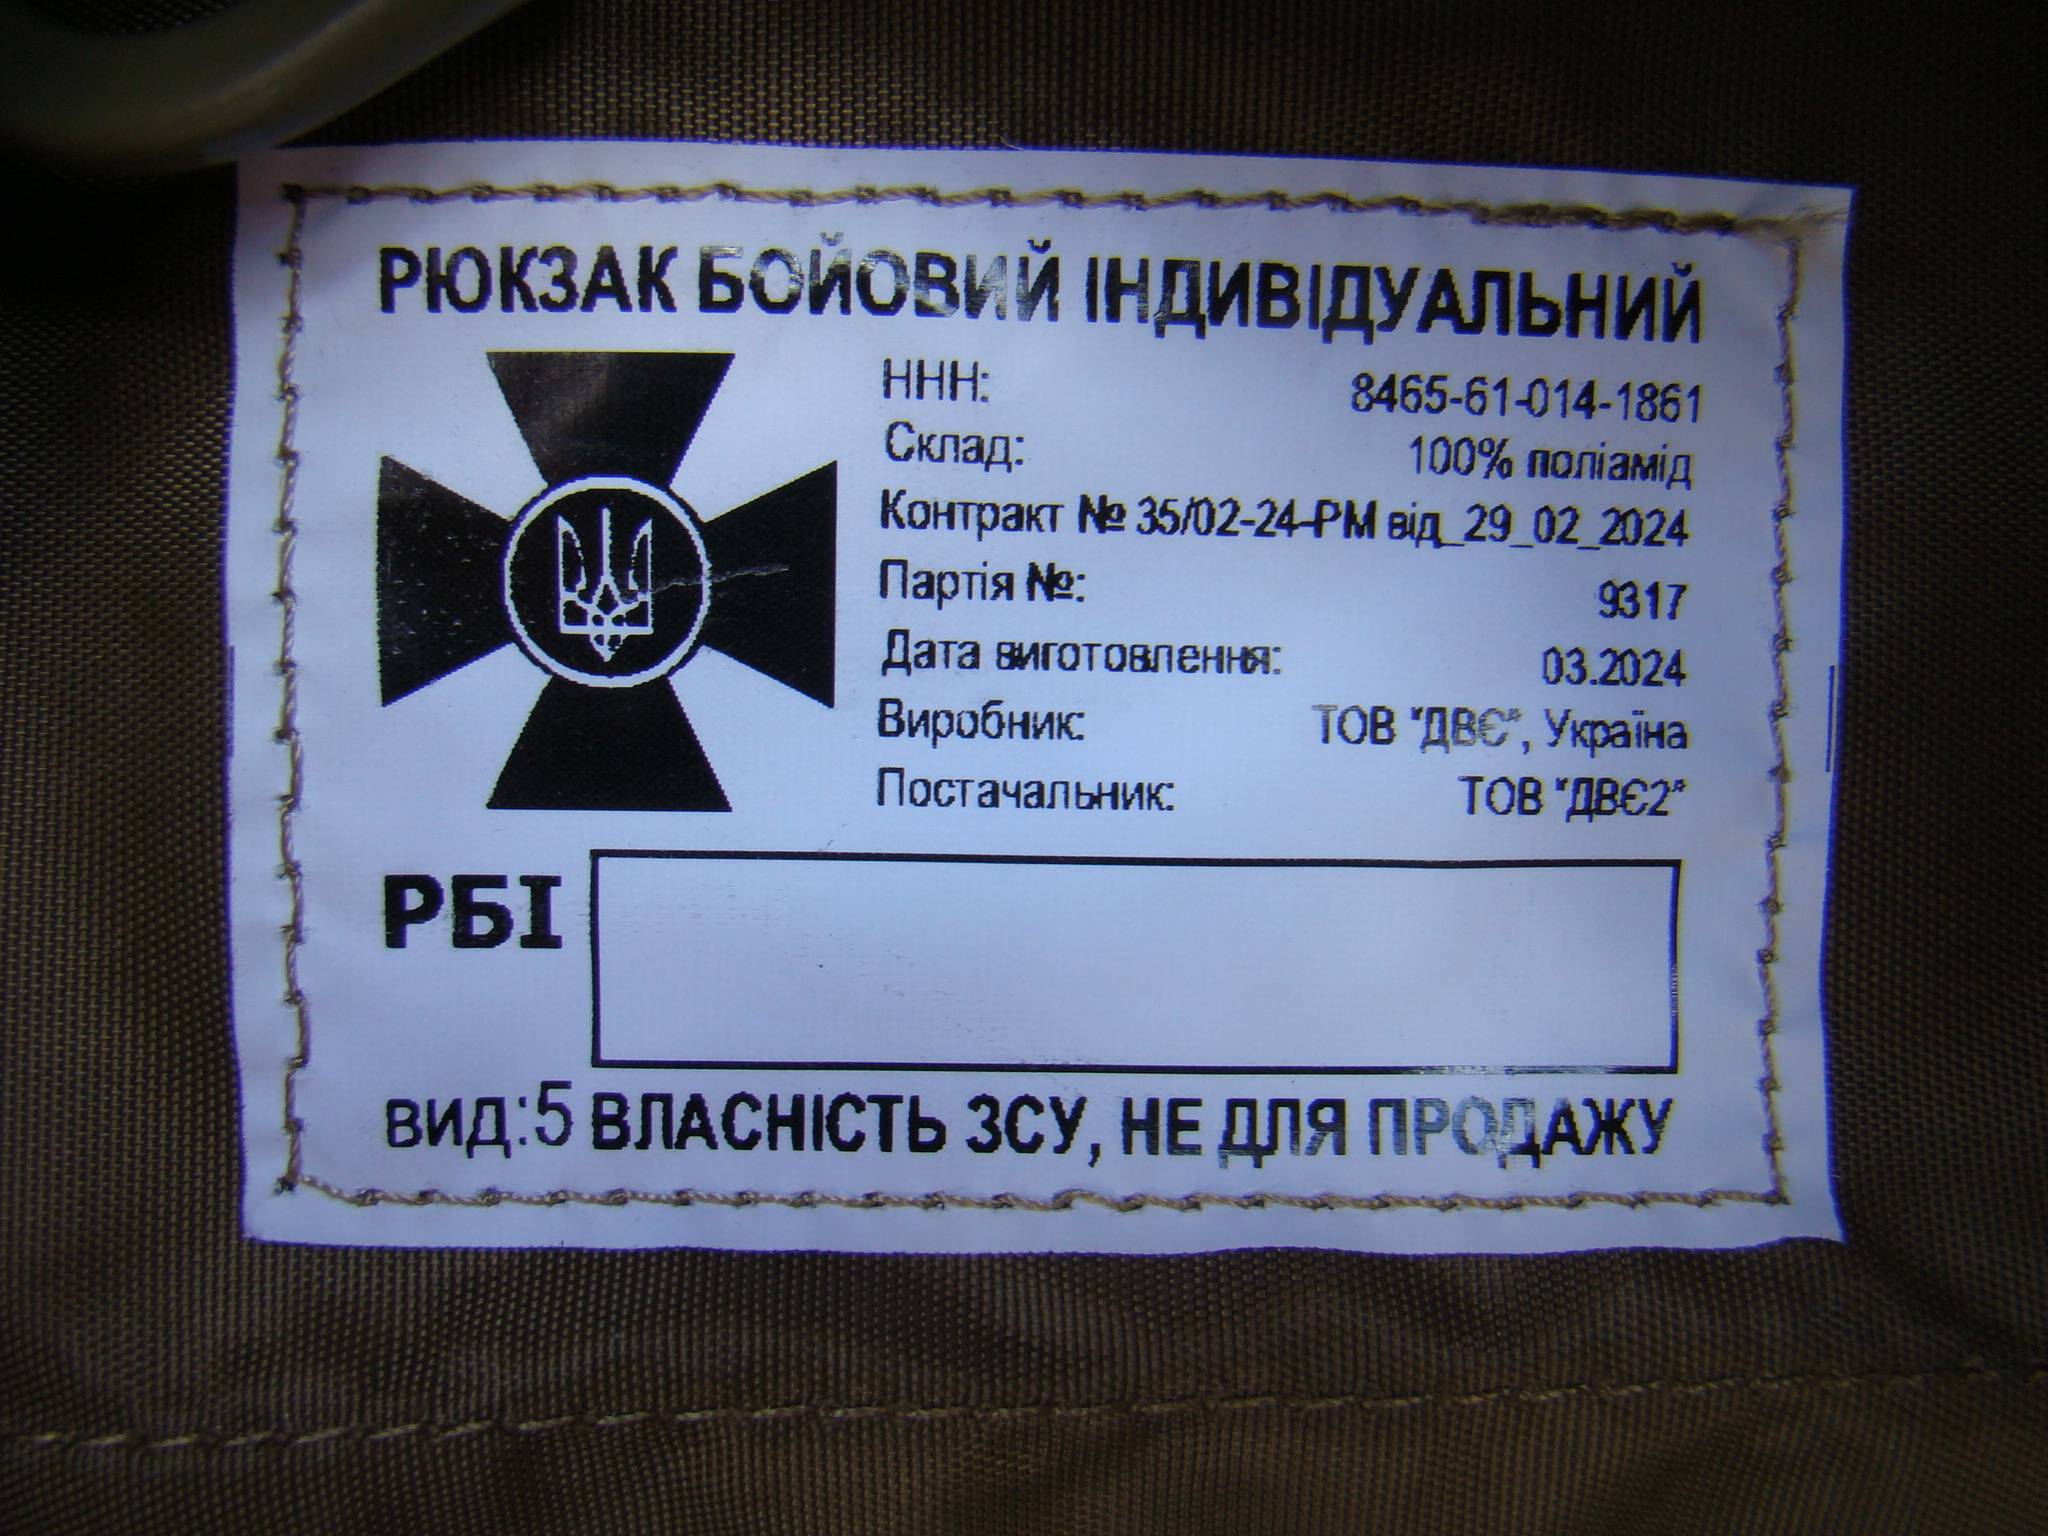 РЮКЗАК БОЙОВИЙ ІНДИВІДУАЛЬНИЙ
ННН: 8465-61-014-1861
Склад: 100% поліамід
Контракт № 35/02-24-РМ від_29_02_2024
Партія №: 9317
Дата виготовлення: 03.2024
Виробник: ТОВ "ДВЄ", Україна
Постачальник: ТОВ "ДВЄ2"
РБІ
ВИД:5 ВЛАСНІСТЬ ЗСУ, НЕ ДЛЯ ПРОДАЖУ